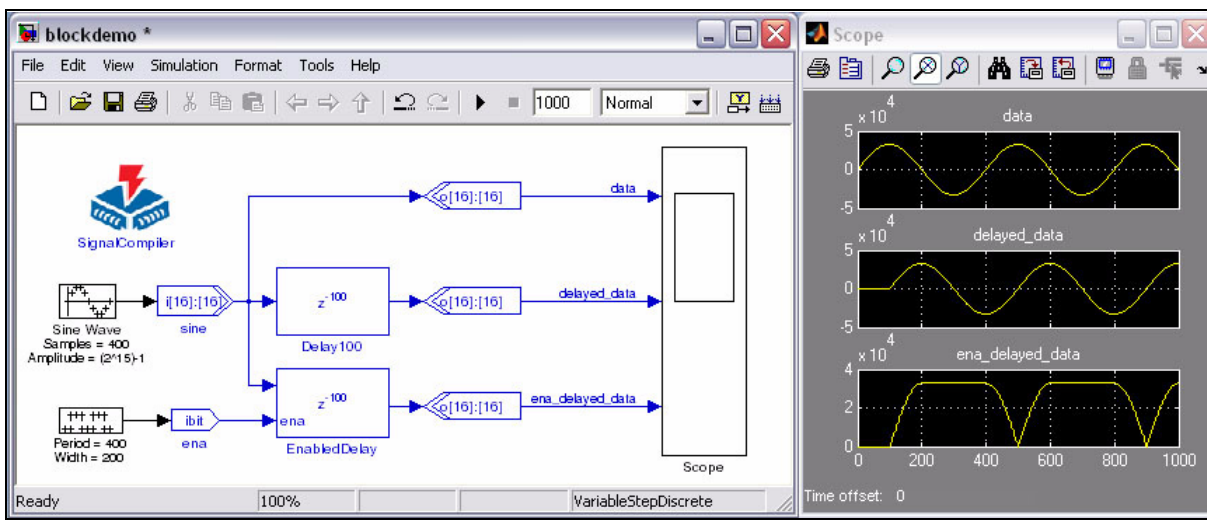 blockdemo *
File Edit View Simulation Format Tools Help
1000 Normal
SignalCompiler
Sine Wave
Samples = 400
Amplitude = (2^15)-1
i[16]:[16]
sine
o[16]:[16]
data
z-100
Delay100
o[16]:[16]
delayed_data
Period = 400
Width = 200
ibit
ena
z-100
ena
EnabledDelay
o[16]:[16]
ena_delayed_data
Scope
Ready 100% VariableStepDiscrete
Scope
x 10 4
data
5
0
-5
x 10 4
delayed_data
5
0
-5
x 10 4
ena_delayed_data
4
2
0
0 200 400 600 800 1000
Time offset: 0